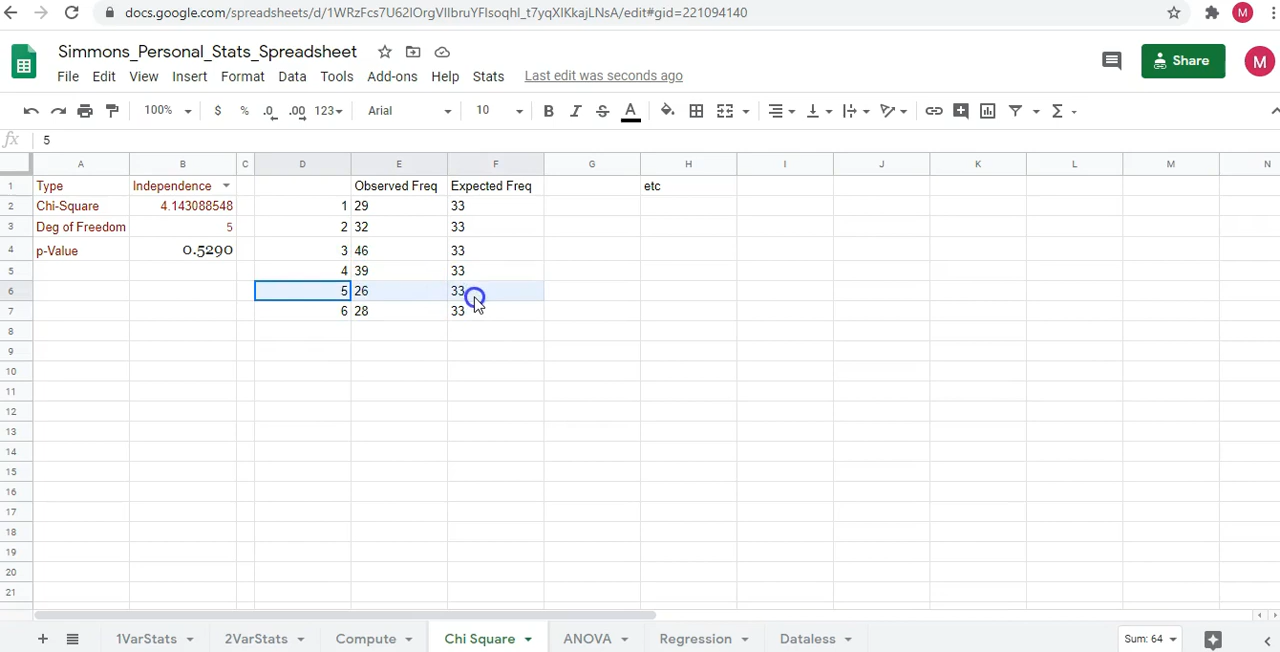 docs.google.com/spreadsheets/d/1WRzFcs7U62IOrgVIIbruYFIsoqhI_t7yqXIKkajLNsA/edit#gid=221094140
M
Simmons_Personal_Stats_Spreadsheet
File Edit View Insert Format Data Tools Add-ons Help Stats Last edit was seconds ago
Share
M
100% $ % .0 .00 123 Arial 10 B I S A
fx 5
A B C D E F G H I J K L M N
1 Type Independence Observed Freq Expected Freq etc
2 Chi-Square 4.143088548 1 29 33
3 Deg of Freedom 5 2 32 33
4 p-Value 0.5290 3 46 33
5 4 39 33
6 5 26 33
7 6 28 33
8
9
10
11
12
13
14
15
16
17
18
19
20
21
1VarStats 2VarStats Compute Chi Square ANOVA Regression Dataless Sum: 64